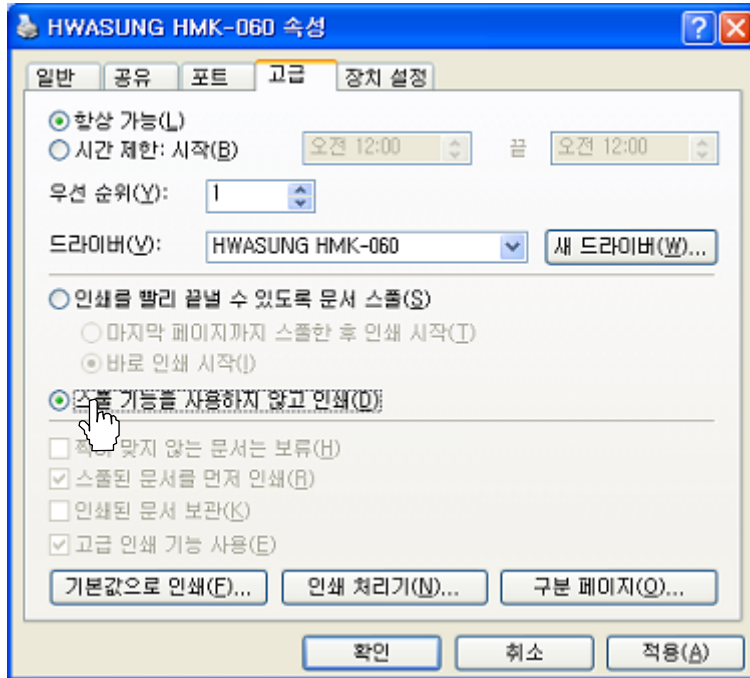 HWASUNG HMK-060 속성
일반 공유 포트 고급 장치 설정
항상 가능(L)
시간 제한: 시작(B) 오전 12:00 끝 오전 12:00
우선 순위(Y): 1
드라이버(V): HWASUNG HMK-060 새 드라이버(W)...
인쇄를 빨리 끝낼 수 있도록 문서 스풀(S)
마지막 페이지까지 스풀한 후 인쇄 시작(T)
바로 인쇄 시작(I)
스풀 기능을 사용하지 않고 인쇄(D)
맞지 않는 문서는 보류(H)
스풀된 문서를 먼저 인쇄(R)
인쇄된 문서 보관(K)
고급 인쇄 기능 사용(E)
기본값으로 인쇄(F)... 인쇄 처리기(N)... 구분 페이지(O)...
확인 취소 적용(A)